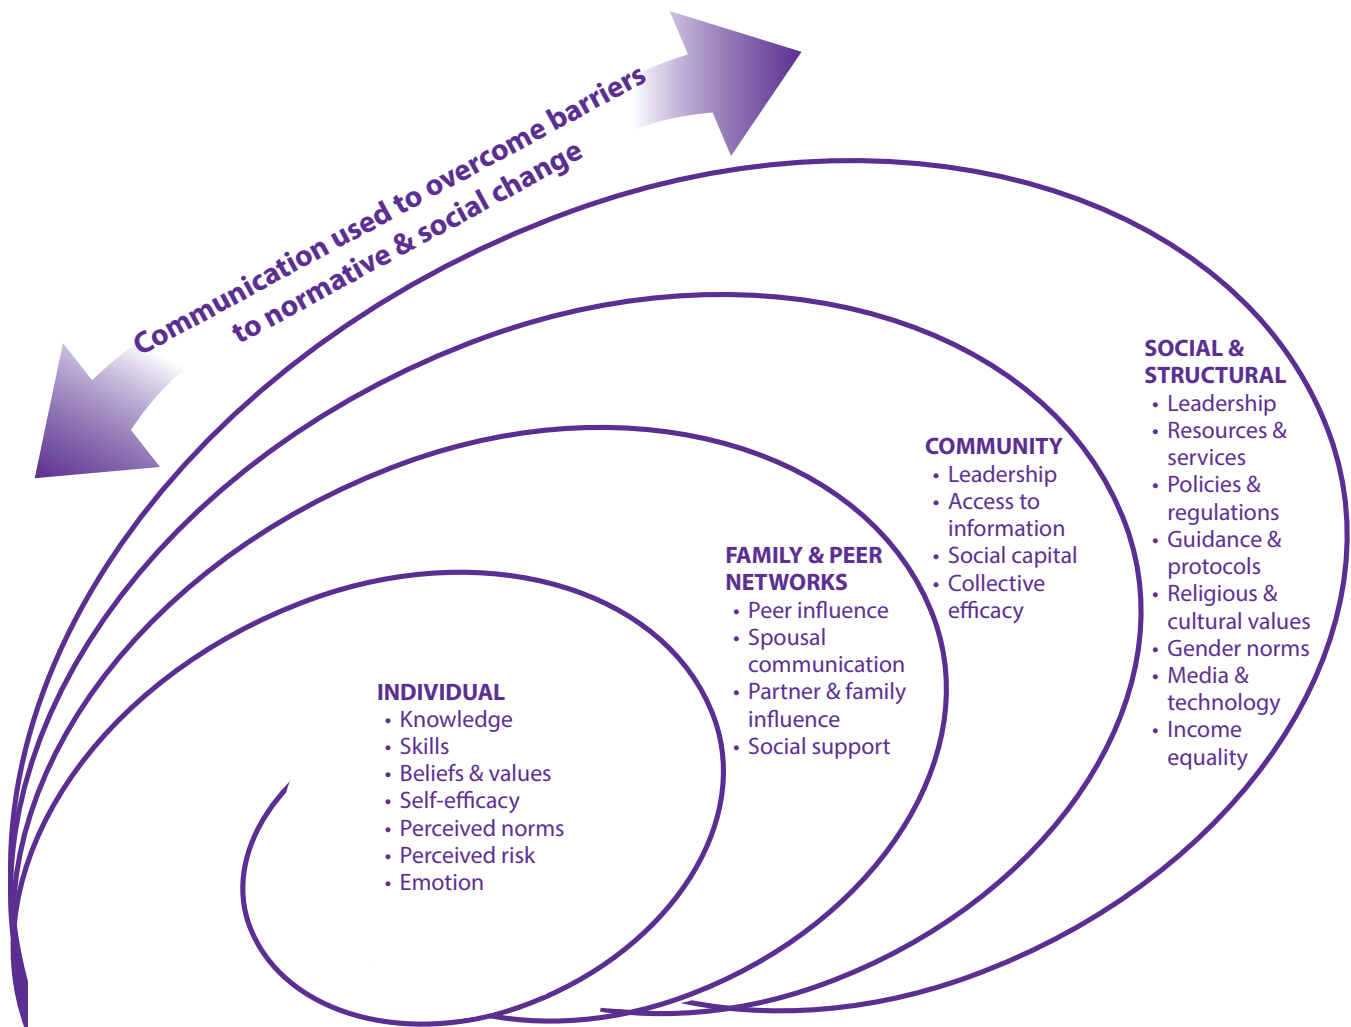 Communication used to overcome barriers
to normative & social change
INDIVIDUAL
• Knowledge
• Skills
• Beliefs & values
• Self-efficacy
• Perceived norms
• Perceived risk
• Emotion
FAMILY & PEER
NETWORKS
• Peer influence
• Spousal
communication
• Partner & family
influence
• Social support
COMMUNITY
• Leadership
• Access to
information
• Social capital
• Collective
efficacy
SOCIAL &
STRUCTURAL
• Leadership
• Resources &
services
• Policies &
regulations
• Guidance &
protocols
• Religious &
cultural values
• Gender norms
• Media &
technology
• Income
equality